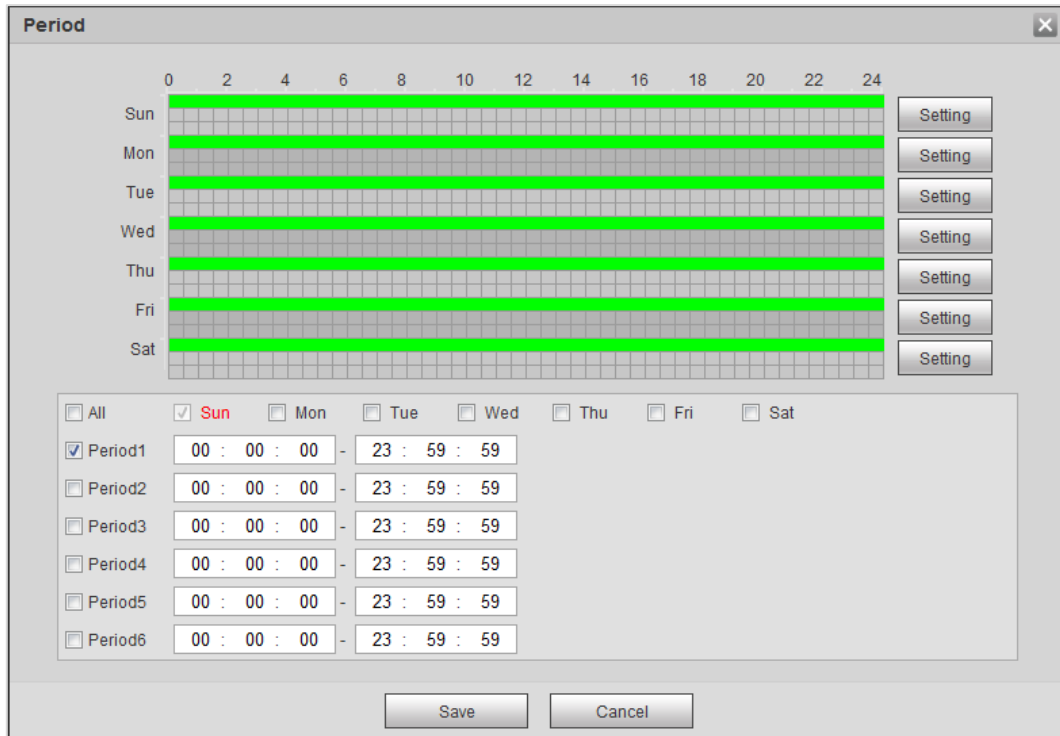 Period
0 2 4 6 8 10 12 14 16 18 20 22 24
Sun Setting
Mon Setting
Tue Setting
Wed Setting
Thu Setting
Fri Setting
Sat Setting
All Sun Mon Tue Wed Thu Fri Sat
Period1 00 : 00 : 00 - 23 : 59 : 59
Period2 00 : 00 : 00 - 23 : 59 : 59
Period3 00 : 00 : 00 - 23 : 59 : 59
Period4 00 : 00 : 00 - 23 : 59 : 59
Period5 00 : 00 : 00 - 23 : 59 : 59
Period6 00 : 00 : 00 - 23 : 59 : 59
Save Cancel